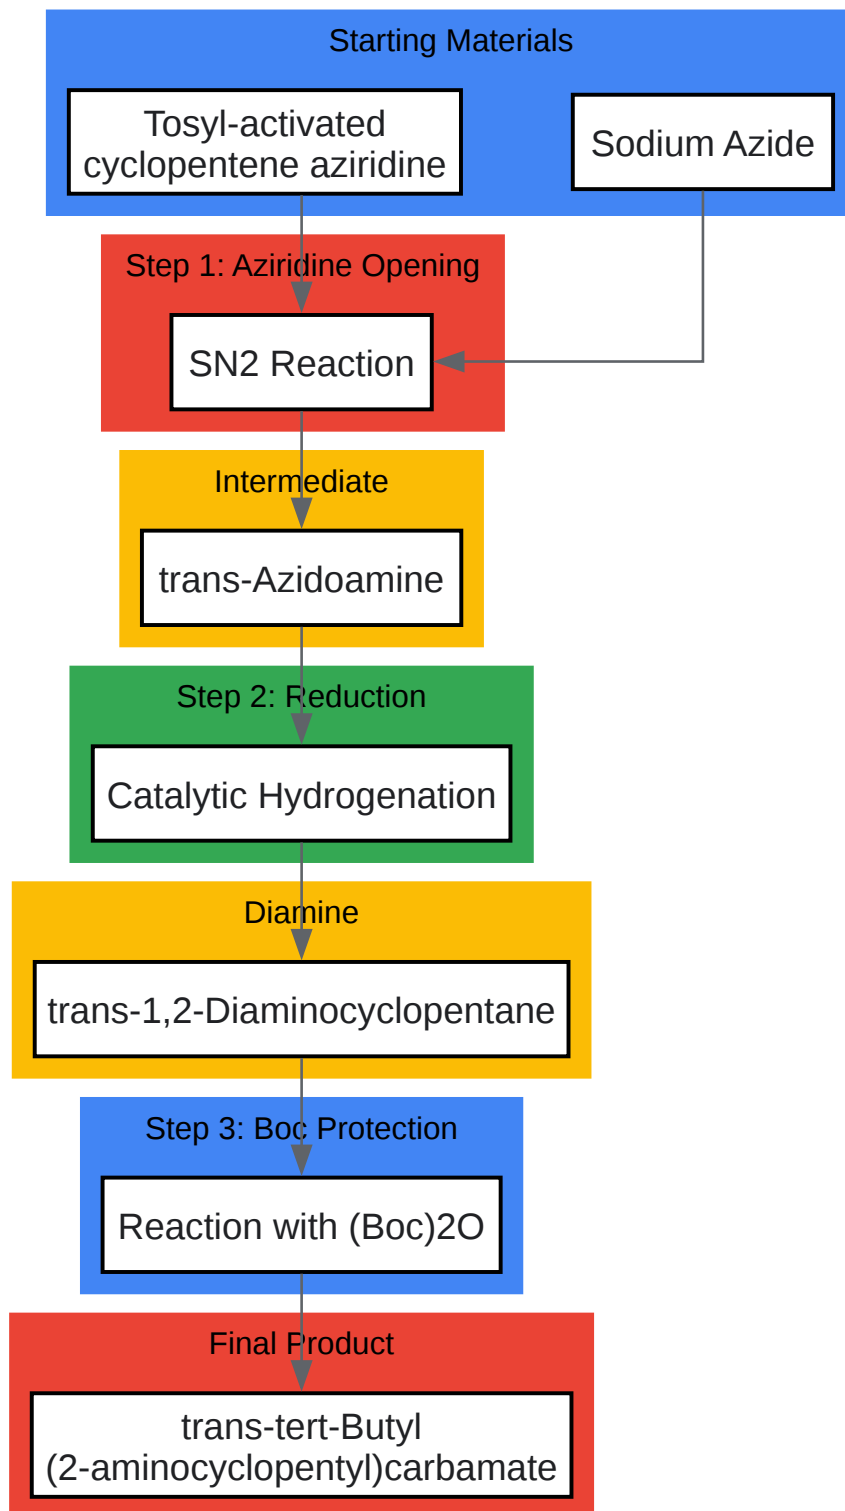 Starting Materials
Tosyl-activated
cyclopentene aziridine
Sodium Azide
Step 1: Aziridine Opening
SN2 Reaction
Intermediate
trans-Azidoamine
Step 2: Reduction
Catalytic Hydrogenation
Diamine
trans-1,2-Diaminocyclopentane
Step 3: Boc Protection
Reaction with (Boc)2O
Final Product
trans-tert-Butyl
(2-aminocyclopentyl)carbamate